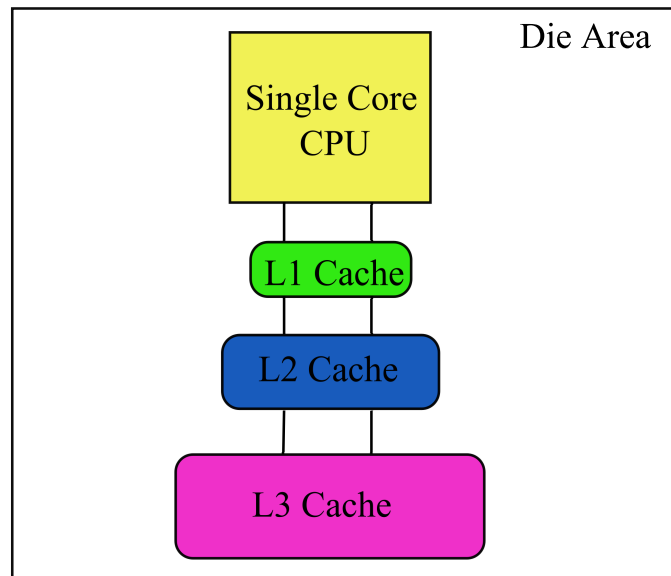 Die Area
Single Core
CPU
L1 Cache
L2 Cache
L3 Cache